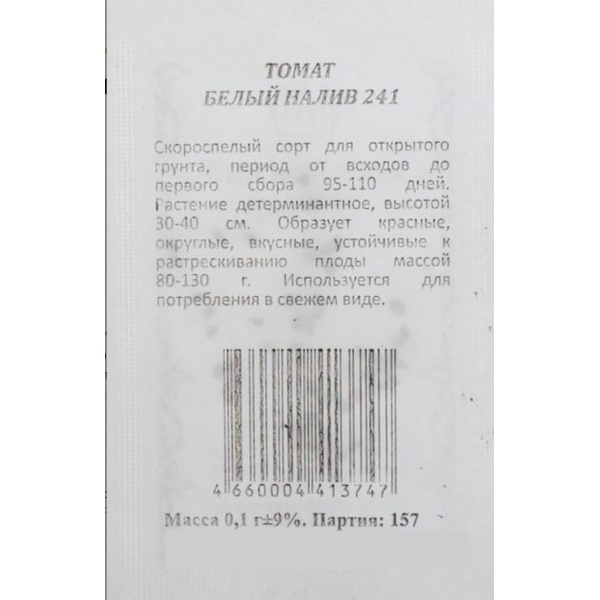 ТОМАТ
БЕЛЫЙ НАЛИВ 241
Скороспелый сорт для открытого
грунта, период от всходов до
первого сбора 95-110 дней.
Растение детерминантное, высотой
30-40 см. Образует красные,
округлые, вкусные, устойчивые к
растрескиванию плоды массой
80-130 г. Используется для
потребления в свежем виде.
4 660004 413747
Масса 0,1 г±9%. Партия: 157